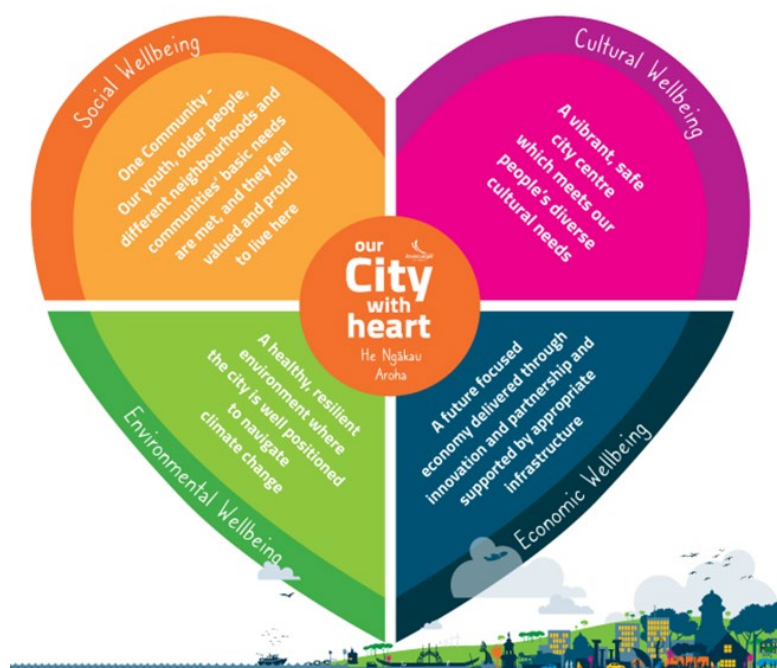 Social Wellbeing
One Community -
Our youth, older people,
different neighbourhoods and
communities' basic needs
are met, and they feel
valued and proud
to live here
Cultural Wellbeing
A vibrant, safe
city centre
which meets our
people's diverse
cultural needs
our
City
with
heart
He Ngākau
Aroha
Environmental Wellbeing
A healthy, resilient
environment where
the city is well positioned
to navigate
climate change
Economic Wellbeing
A future focused
economy delivered through
innovation and partnership and
supported by appropriate
infrastructure